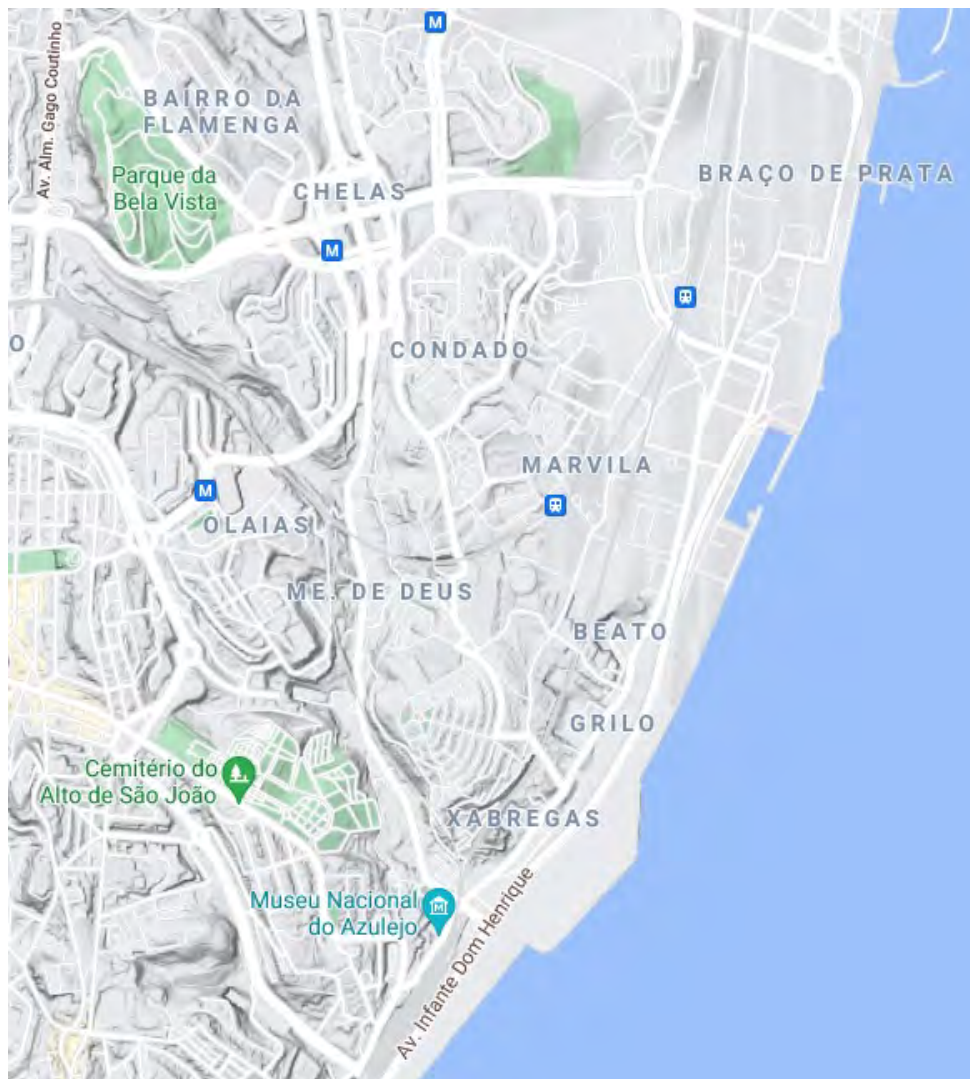 M
Av. Alm. Gago Coutinho
BAIRRO DA
FLAMENGA
Parque da
Bela Vista
CHELAS
BRAÇO DE PRATA
M
O
CONDADO
MARVILA
M
OLAIAS
ME. DE DEUS
BEATO
GRILO
Cemitério do
Alto de São João
XABREGAS
Museu Nacional
do Azulejo
Av. Infante Dom Henrique